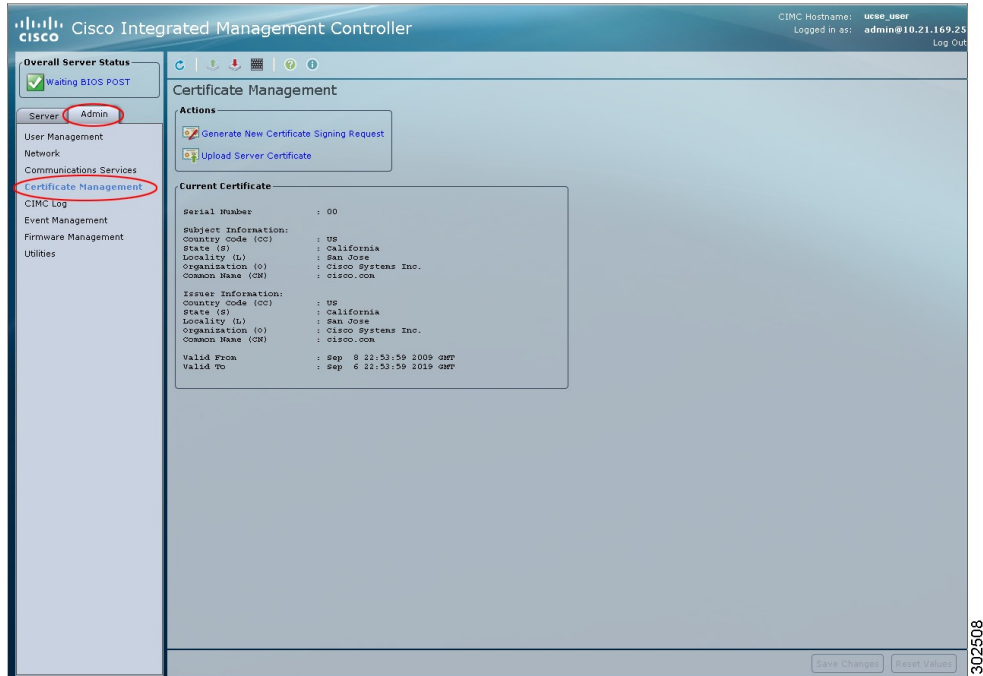 CISCO
Cisco Integrated Management Controller
CIMC Hostname: ucse_user
Logged in as: admin@10.21.169.25
Log Out
Overall Server Status
Waiting BIOS POST
Server Admin
User Management
Network
Communications Services
Certificate Management
CIMC Log
Event Management
Firmware Management
Utilities
Certificate Management
Actions
Generate New Certificate Signing Request
Upload Server Certificate
Current Certificate
Serial Number : 00
Subject Information:
Country Code (CC) : US
State (S) : California
Locality (L) : San Jose
Organization (O) : Cisco Systems Inc.
Common Name (CN) : cisco.com
Issuer Information:
Country Code (CC) : US
State (S) : California
Locality (L) : San Jose
Organization (O) : Cisco Systems Inc.
Common Name (CN) : cisco.com
Valid From : Sep 8 22:53:59 2009 GMT
Valid To : Sep 6 22:53:59 2019 GMT
Save Changes Reset Values
302508